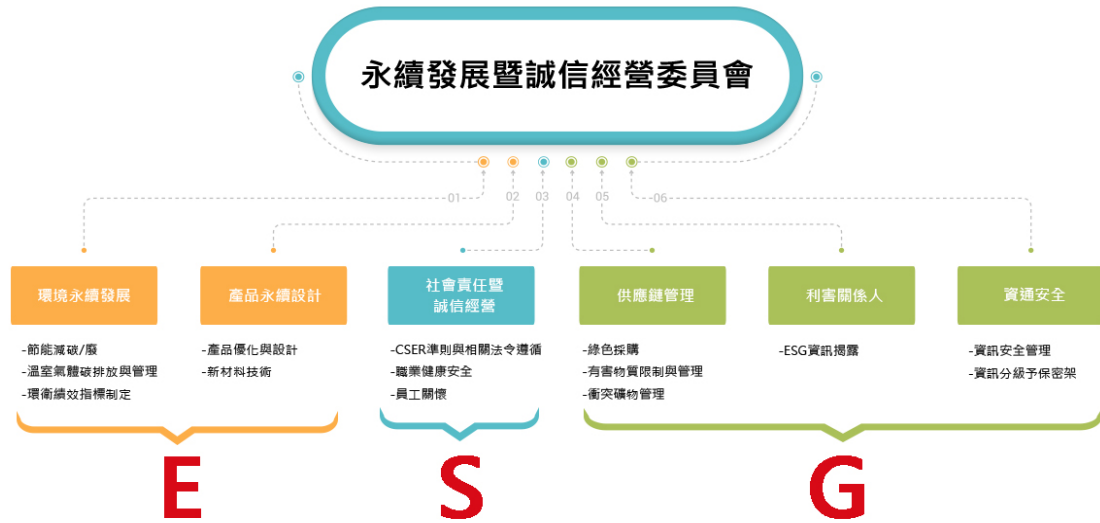 永續發展暨誠信經營委員會
01
02
03
04
05
06
環境永續發展
產品永續設計
社會責任暨
誠信經營
供應鏈管理
利害關係人
資通安全
-節能減碳/廢
-溫室氣體碳排放與管理
-環衛績效指標制定
-產品優化與設計
-新材料技術
-CSER準則與相關法令遵循
-職業健康安全
-員工關懷
-綠色採購
-有害物質限制與管理
-衝突礦物管理
-ESG資訊揭露
-資訊安全管理
-資訊分級予保密架
E
S
G